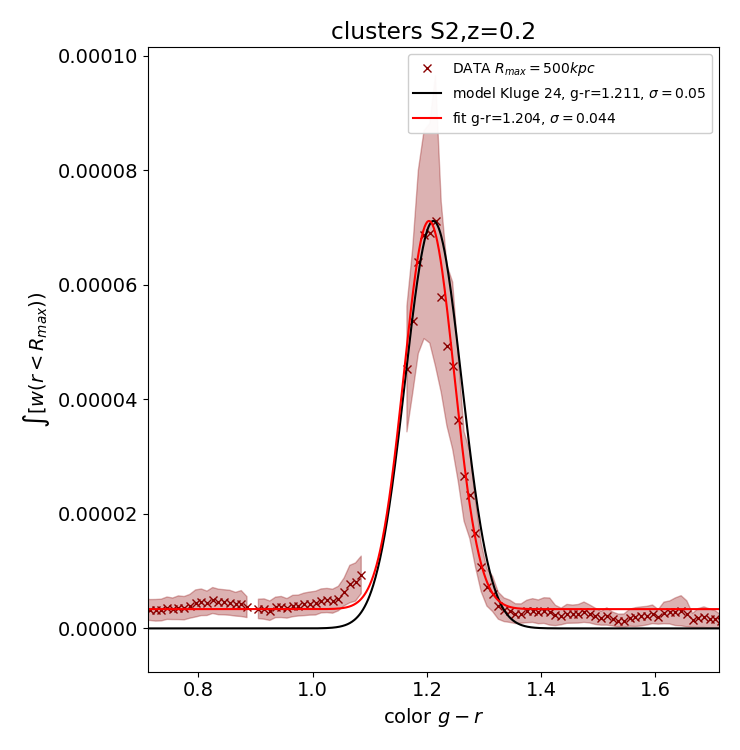 clusters S2,z=0.2
DATA R_max = 500kpc
model Kluge 24, g-r=1.211, σ = 0.05
fit g-r=1.204, σ = 0.044
0.00010
0.00008
0.00006
0.00004
0.00002
0.00000
∫[w(r < R_max))
0.8 1.0 1.2 1.4 1.6
color g − r